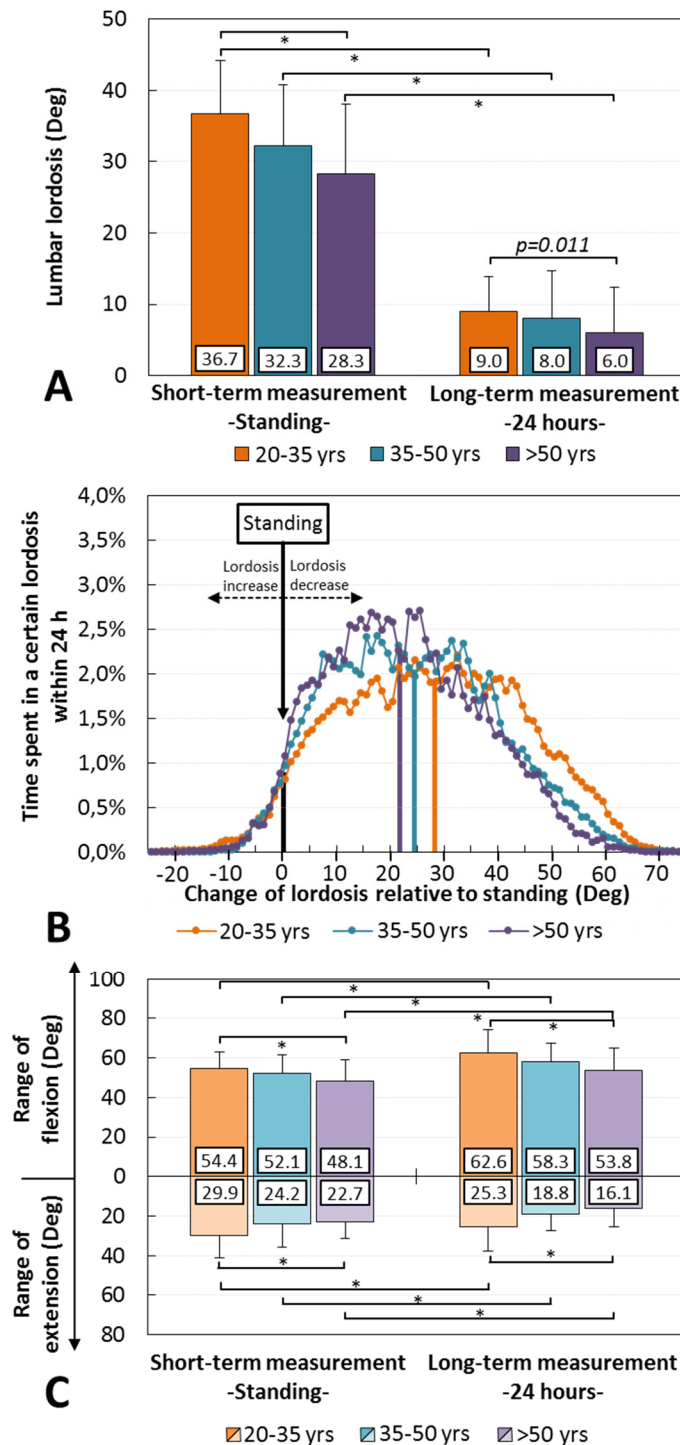 50
40
30
20
10
0
Lumbar lordosis (Deg)
*
*
*
*
p=0.011
36.7 32.3 28.3 9.0 8.0 6.0
A
Short-term measurement Long-term measurement
-Standing- -24 hours-
20-35 yrs 35-50 yrs >50 yrs
4,0%
3,5%
3,0%
2,5%
2,0%
1,5%
1,0%
0,5%
0,0%
Time spent in a certain lordosis
within 24 h
Standing
Lordosis Lordosis
increase decrease
-20 -10 0 10 20 30 40 50 60 70
Change of lordosis relative to standing (Deg)
B
20-35 yrs 35-50 yrs >50 yrs
100
80
60
40
20
0
20
40
60
80
Range of
flexion (Deg)
Range of
extension (Deg)
*
*
*
* *
54.4 52.1 48.1 62.6 58.3 53.8
29.9 24.2 22.7 25.3 18.8 16.1
* *
*
*
*
Short-term measurement Long-term measurement
-Standing- -24 hours-
C
20-35 yrs 35-50 yrs >50 yrs